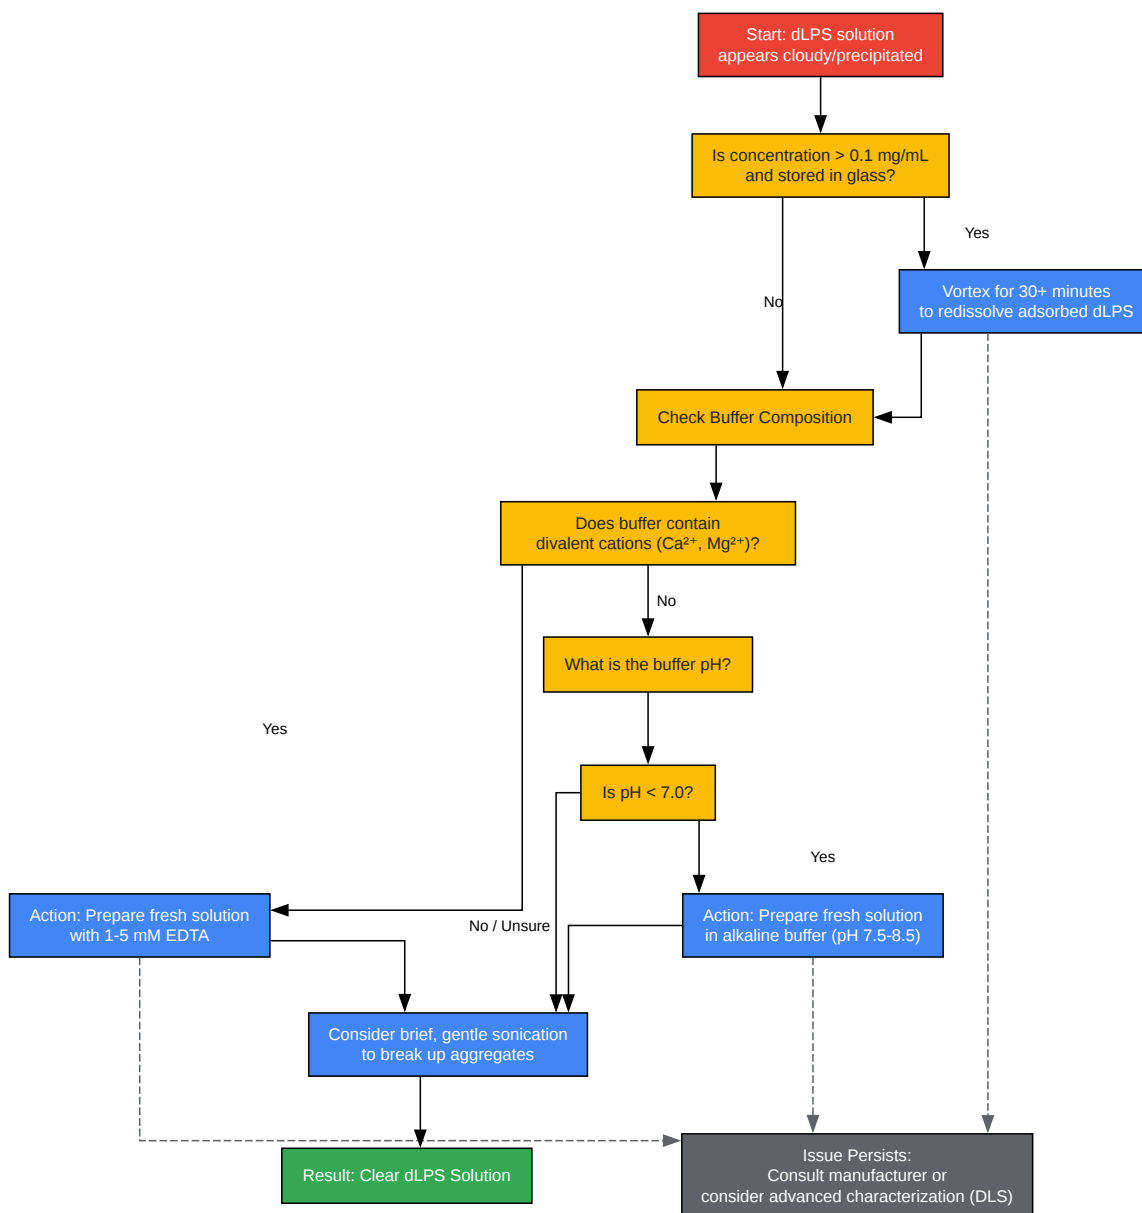 Start: dLPS solution
appears cloudy/precipitated
Is concentration > 0.1 mg/mL
and stored in glass?
Yes
Vortex for 30+ minutes
to redissolve adsorbed dLPS
No
Check Buffer Composition
Does buffer contain
divalent cations (Ca²⁺, Mg²⁺)?
No
What is the buffer pH?
Yes
Is pH < 7.0?
Yes
Action: Prepare fresh solution
with 1-5 mM EDTA
No / Unsure
Action: Prepare fresh solution
in alkaline buffer (pH 7.5-8.5)
Consider brief, gentle sonication
to break up aggregates
Result: Clear dLPS Solution
Issue Persists:
Consult manufacturer or
consider advanced characterization (DLS)